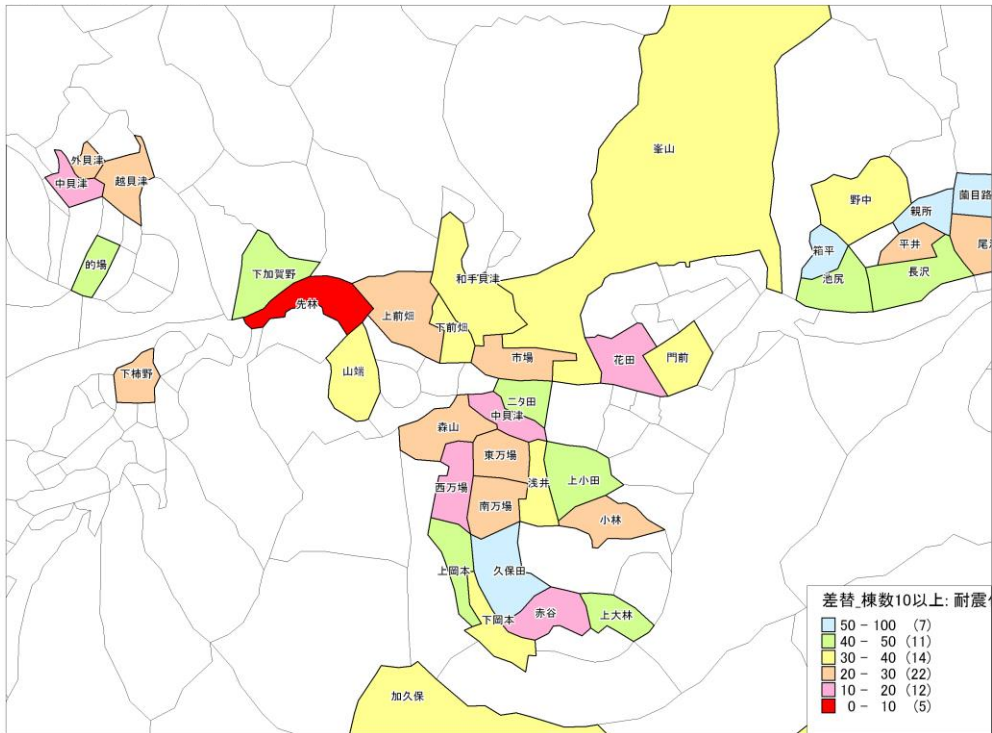 峯山
外貝津
中貝津
越貝津
野中
親所
薗目路
箱平
平井
尾
的場
下加賀野
池尻
長沢
和手貝津
先林
上前畑
下前畑
市場
花田
門前
下柿野
山端
二タ田
中貝津
森山
東万場
西万場
浅井
上小田
南万場
小林
上岡本
久保田
下岡本
赤谷
上大林
加久保
差替_棟数10以上: 耐震
50 - 100 (7)
40 - 50 (11)
30 - 40 (14)
20 - 30 (22)
10 - 20 (12)
0 - 10 (5)